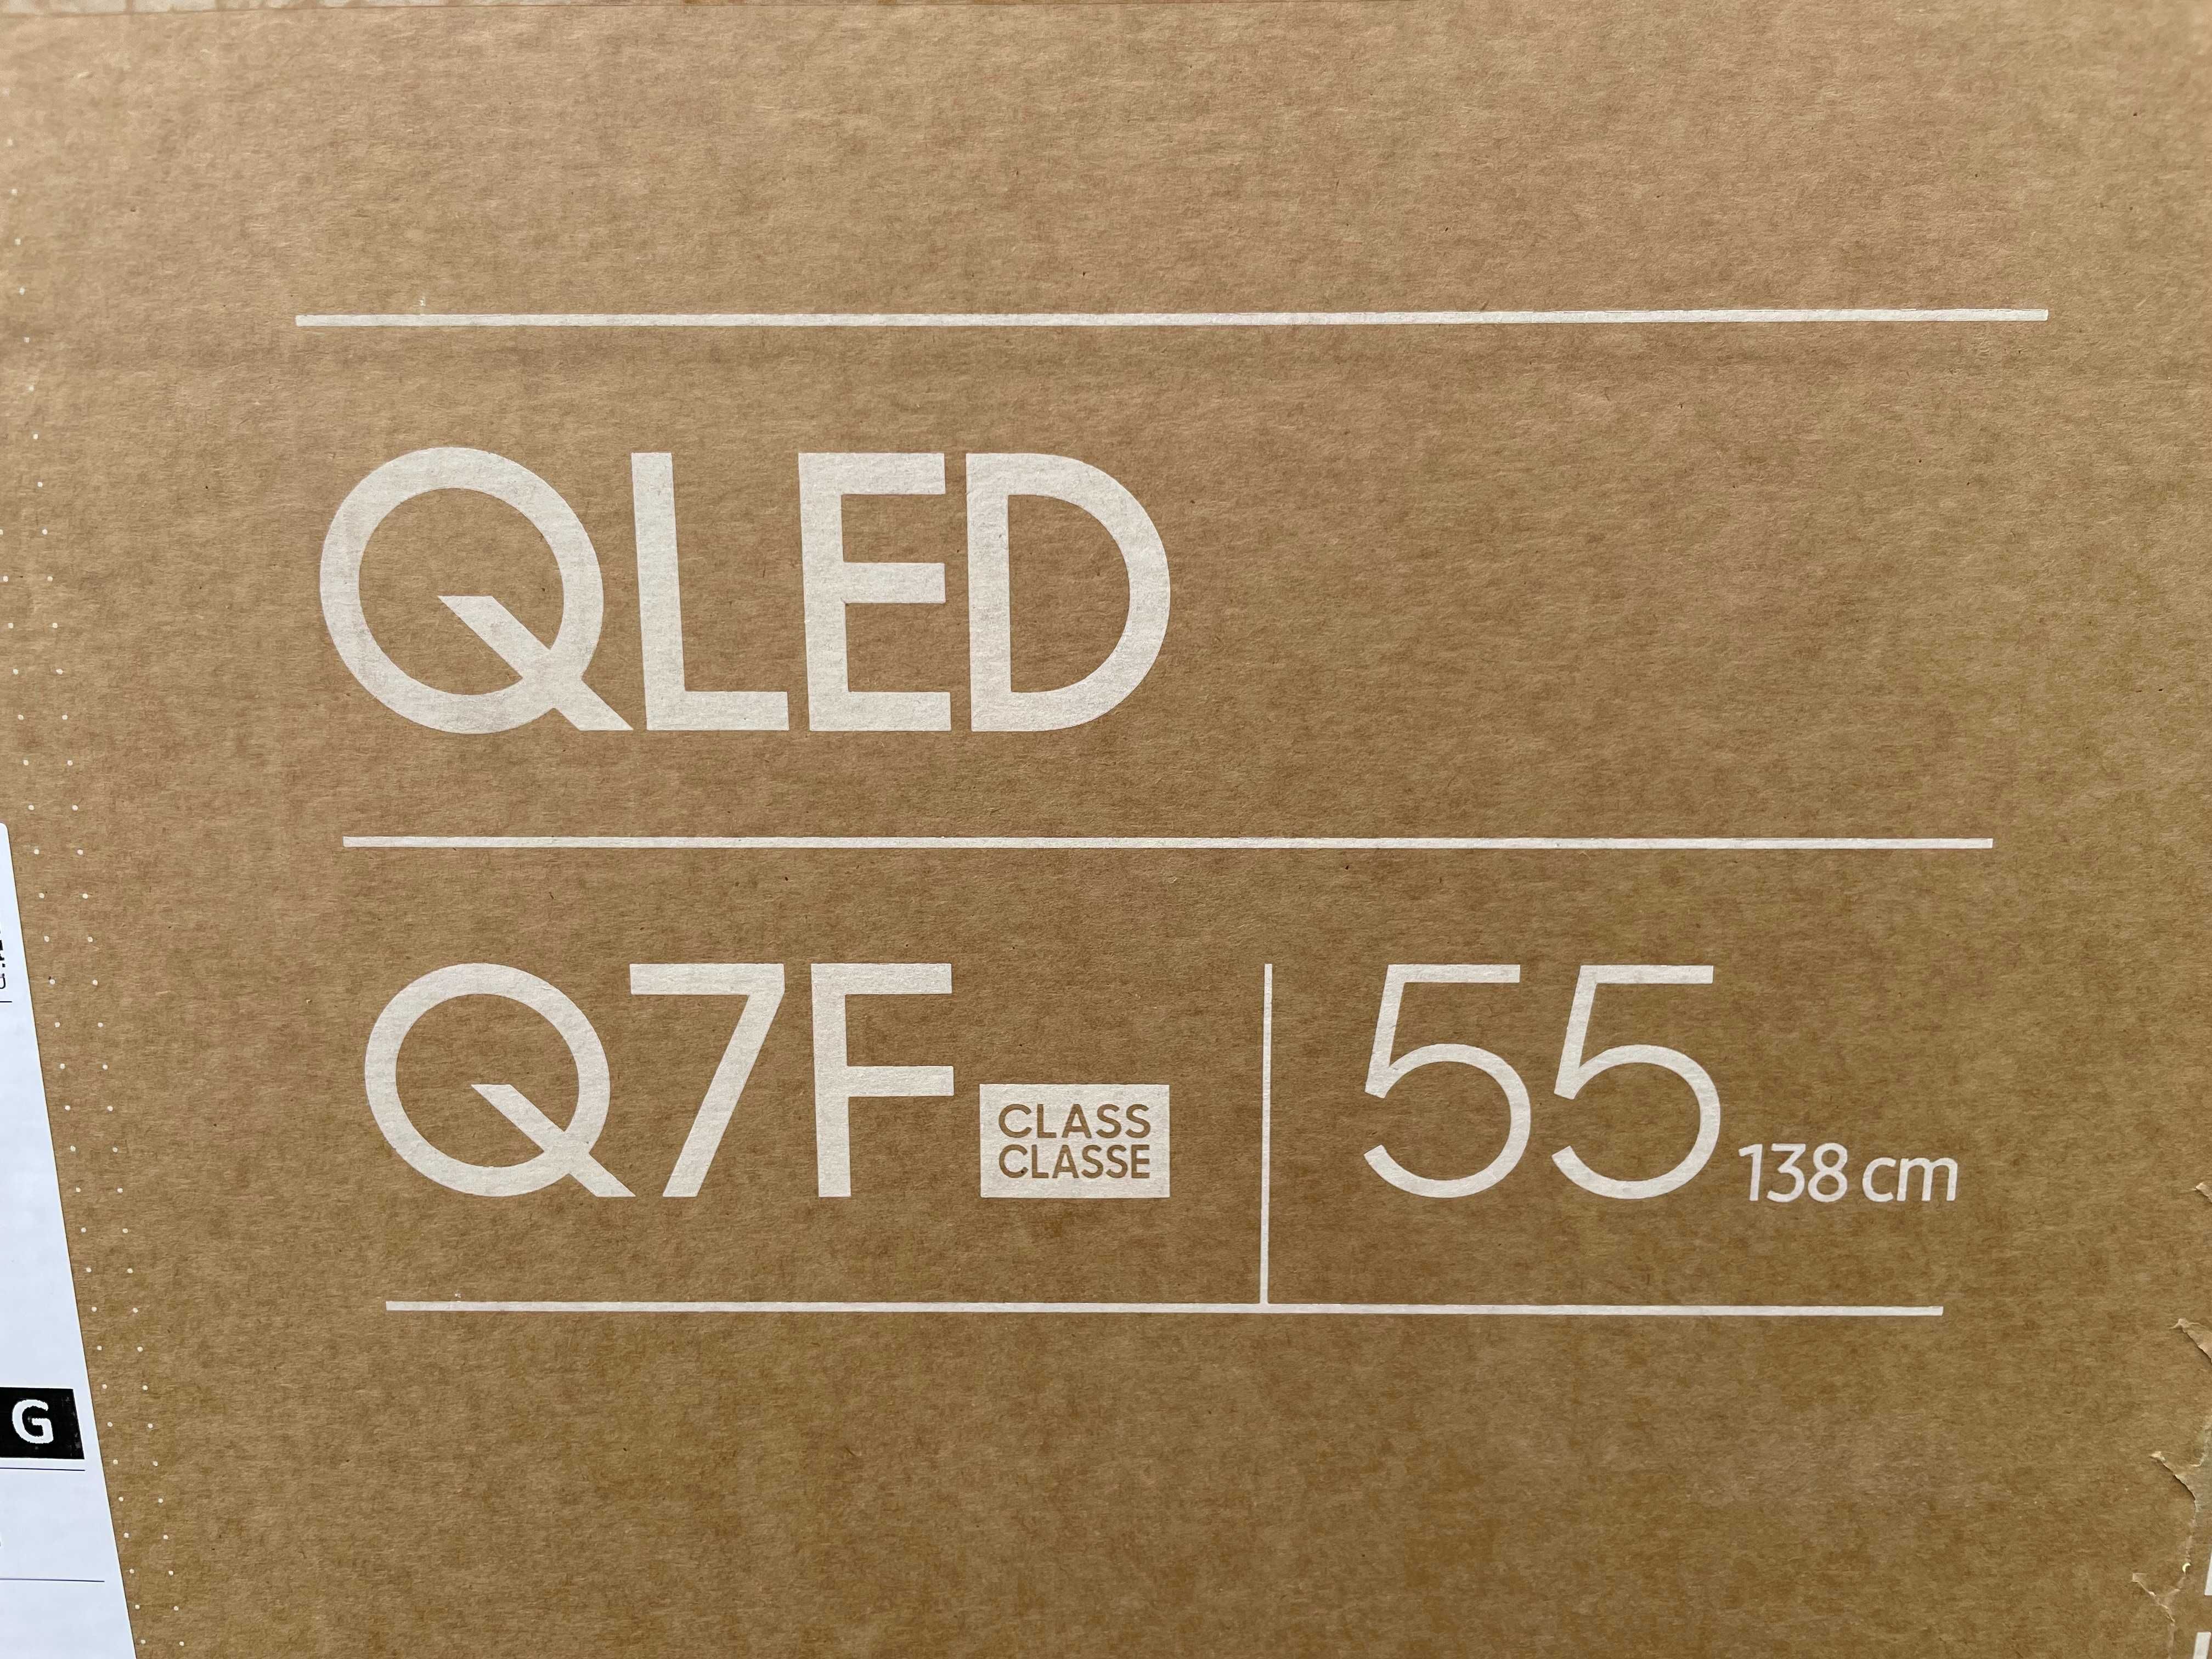 QLED
Q7F CLASS
CLASSE
55 138 cm
G